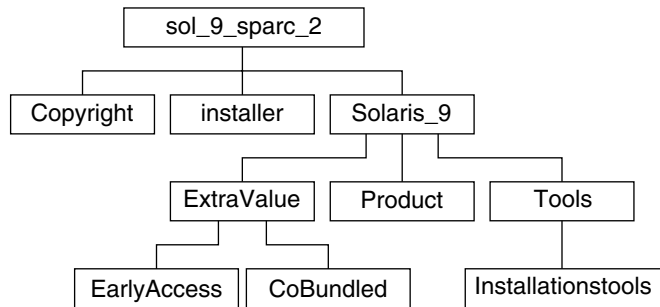 sol_9_sparc_2
Copyright
installer
Solaris_9
ExtraValue
Product
Tools
EarlyAccess
CoBundled
Installationstools